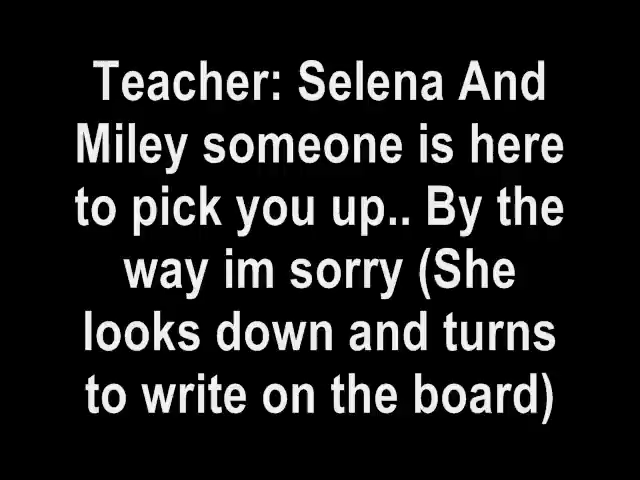 Teacher: Selena And
Miley someone is here
to pick you up.. By the
way im sorry (She
looks down and turns
to write on the board)